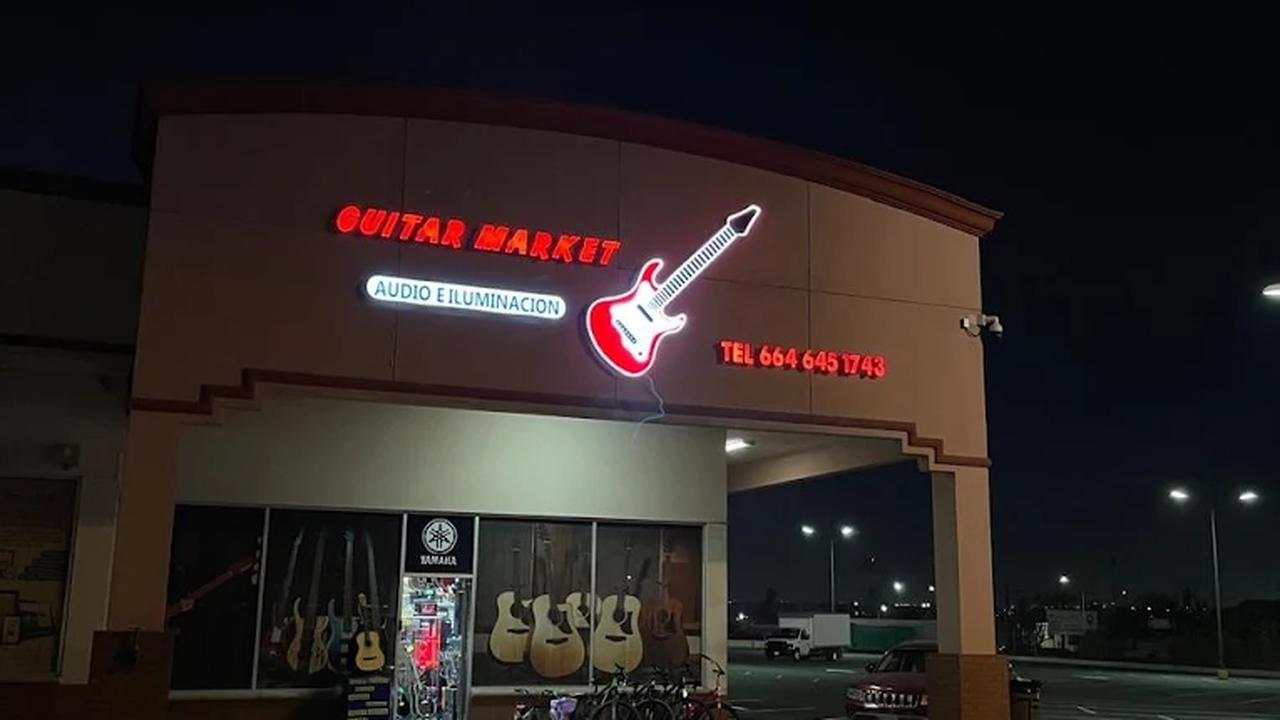 GUITAR MARKET
AUDIO E ILUMINACION
TEL 664 645 1743
YAMAHA